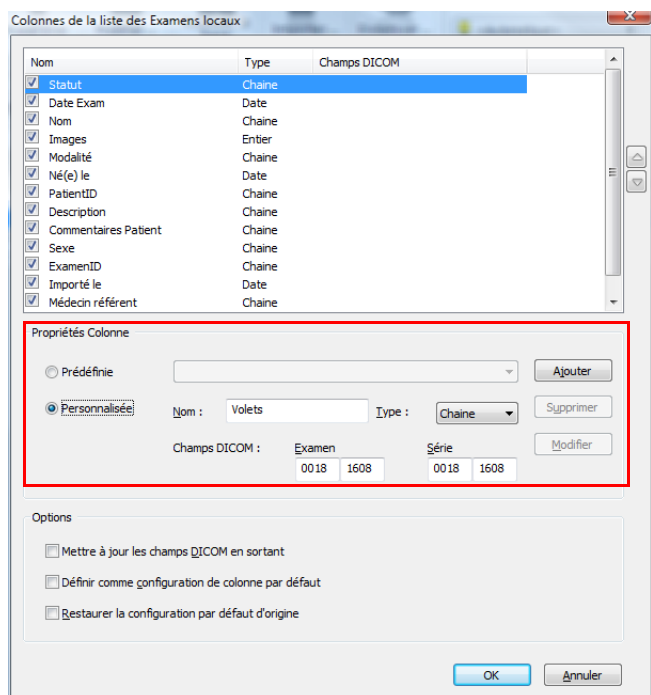 Colonnes de la liste des Examens locaux
Nom Type Champs DICOM
Statut Chaine
Date Exam Date
Nom Chaine
Images Entier
Modalité Chaine
Né(e) le Date
PatientID Chaine
Description Chaine
Commentaires Patient Chaine
Sexe Chaine
ExamenID Chaine
Importé le Date
Médecin référent Chaine
Propriétés Colonne
Prédéfinie Ajouter
Personnalisée Nom : Volets Type : Chaine Supprimer
Champs DICOM : Examen Série Modifier
0018 1608 0018 1608
Options
Mettre à jour les champs DICOM en sortant
Définir comme configuration de colonne par défaut
Restaurer la configuration par défaut d'origine
OK Annuler